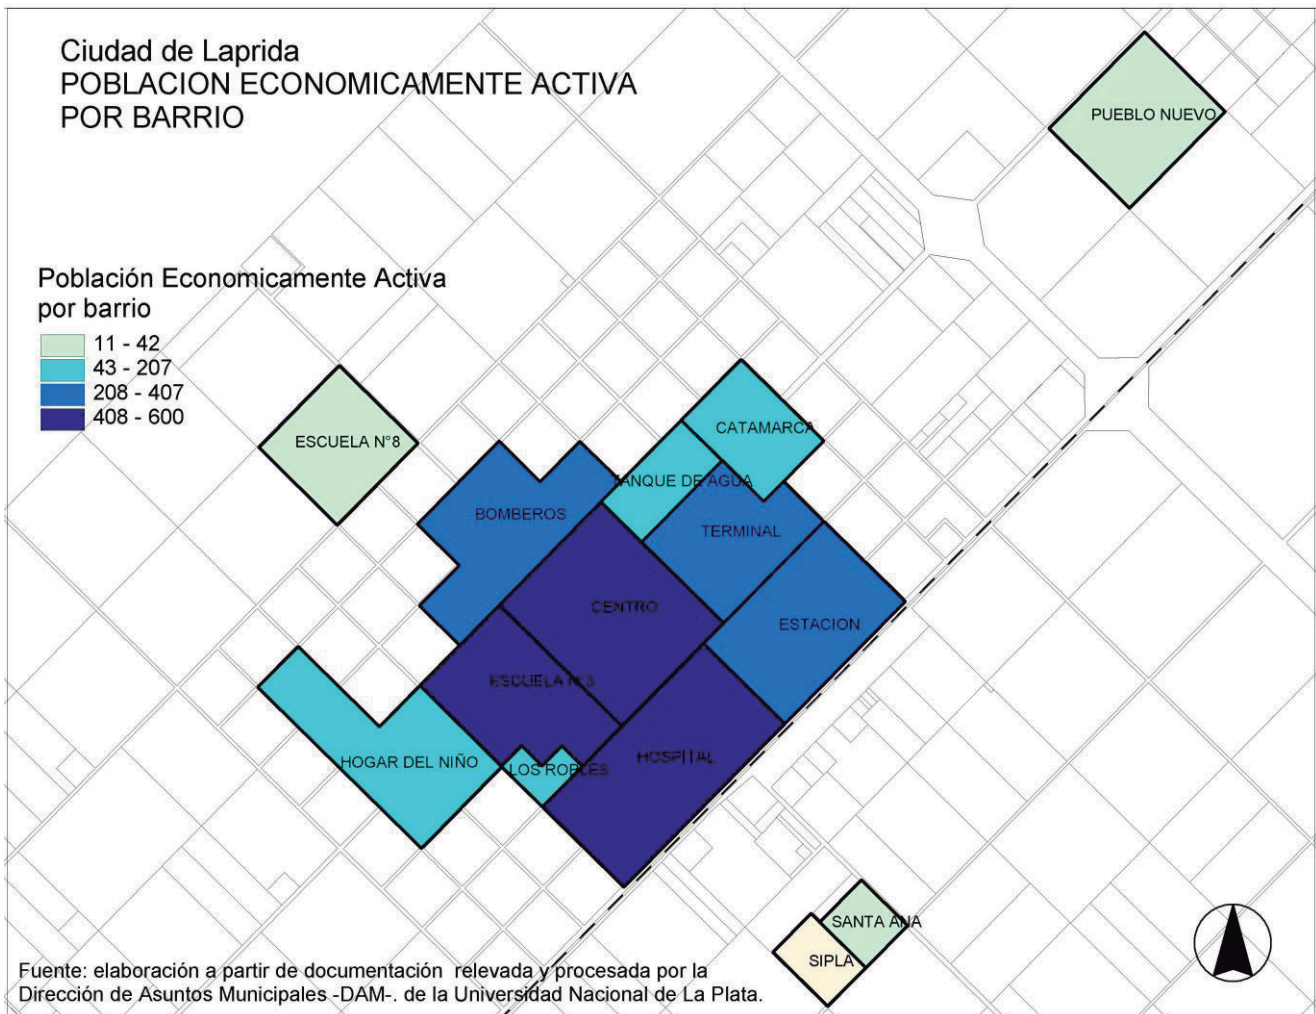 Ciudad de Laprida
POBLACION ECONOMICAMENTE ACTIVA
POR BARRIO
PUEBLO NUEVO
Población Economicamente Activa
por barrio
11 - 42
43 - 207
208 - 407
408 - 600
CATAMARCA
ESCUELA N°8
TANQUE DE AGUA
BOMBEROS
TERMINAL
CENTRO
ESTACION
ESCUELA N°3
HOGAR DEL NIÑO
LOS ROBLES
HOSPITAL
SANTA ANA
SIPLA
Fuente: elaboración a partir de documentación relevada y procesada por la
Dirección de Asuntos Municipales -DAM-. de la Universidad Nacional de La Plata.